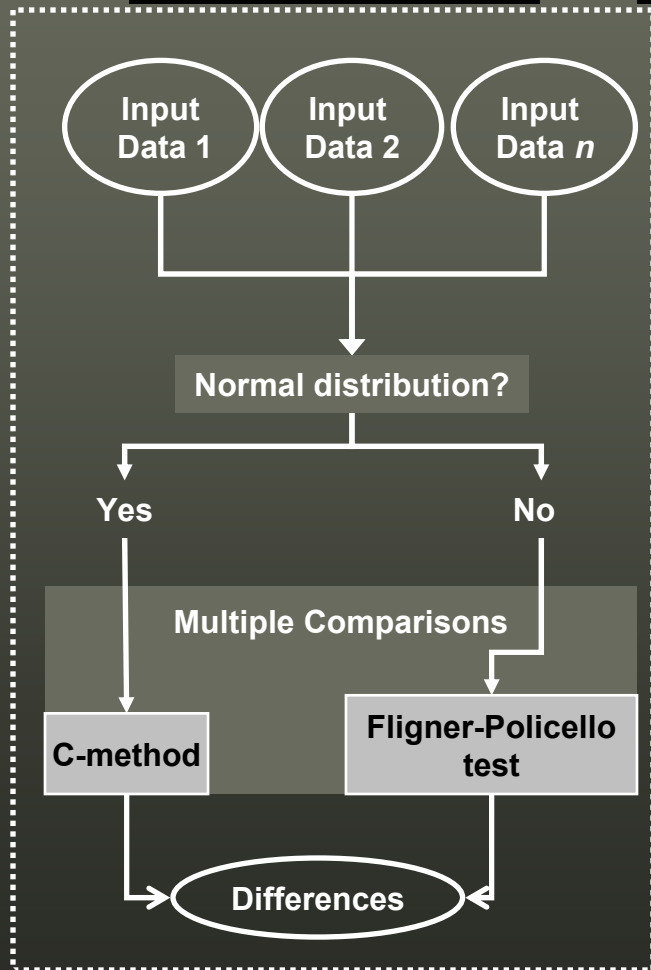 Input
Data 1
Input
Data 2
Input
Data n
Normal distribution?
Yes
No
Multiple Comparisons
C-method
Fligner-Policello
test
Differences